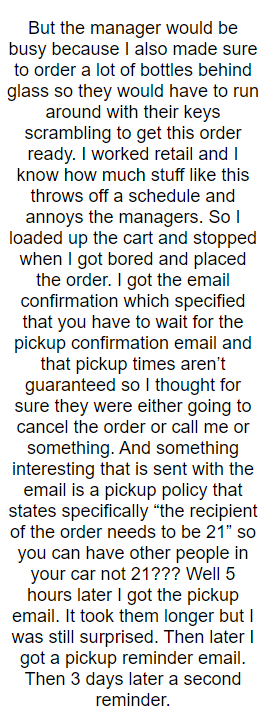 But the manager would be
busy because I also made sure
to order a lot of bottles behind
glass so they would have to run
around with their keys
scrambling to get this order
ready. I worked retail and I
know how much stuff like this
throws off a schedule and
annoys the managers. So I
loaded up the cart and stopped
when I got bored and placed
the order. I got the email
confirmation which specified
that you have to wait for the
pickup confirmation email and
that pickup times aren’t
guaranteed so I thought for
sure they were either going to
cancel the order or call me or
something. And something
interesting that is sent with the
email is a pickup policy that
states specifically “the recipient
of the order needs to be 21” so
you can have other people in
your car not 21??? Well 5
hours later I got the pickup
email. It took them longer but I
was still surprised. Then later I
got a pickup reminder email.
Then 3 days later a second
reminder.